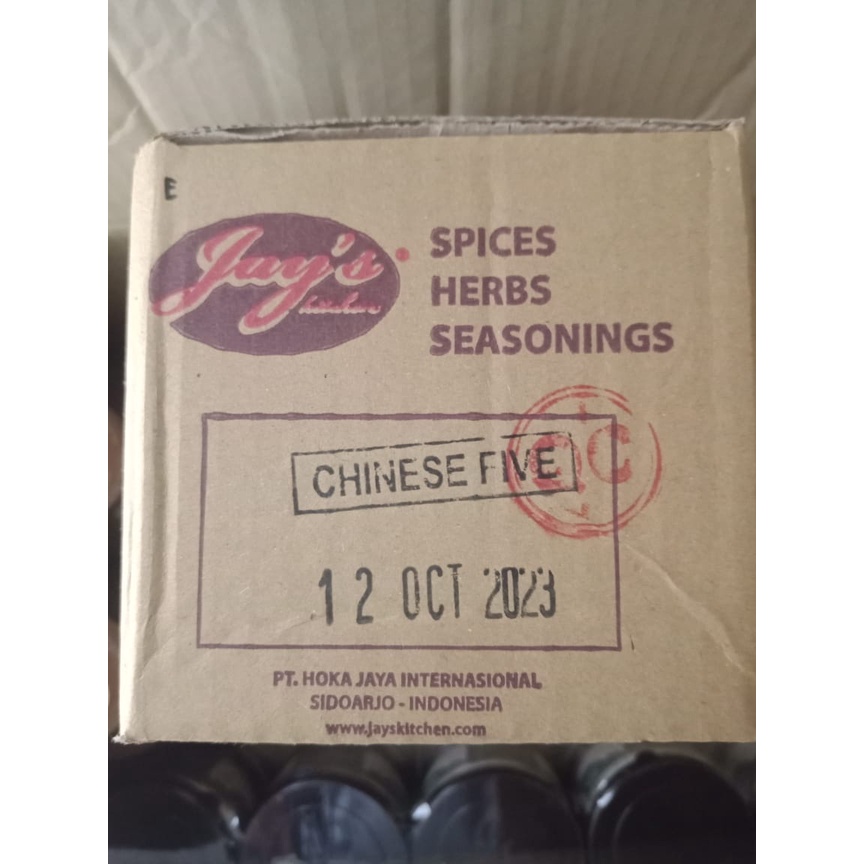 E
Jay's
kitchen
SPICES
HERBS
SEASONINGS
QC
CHINESE FIVE
12 OCT 2023
PT. HOKA JAYA INTERNASIONAL
SIDOARJO - INDONESIA
www.jayskitchen.com